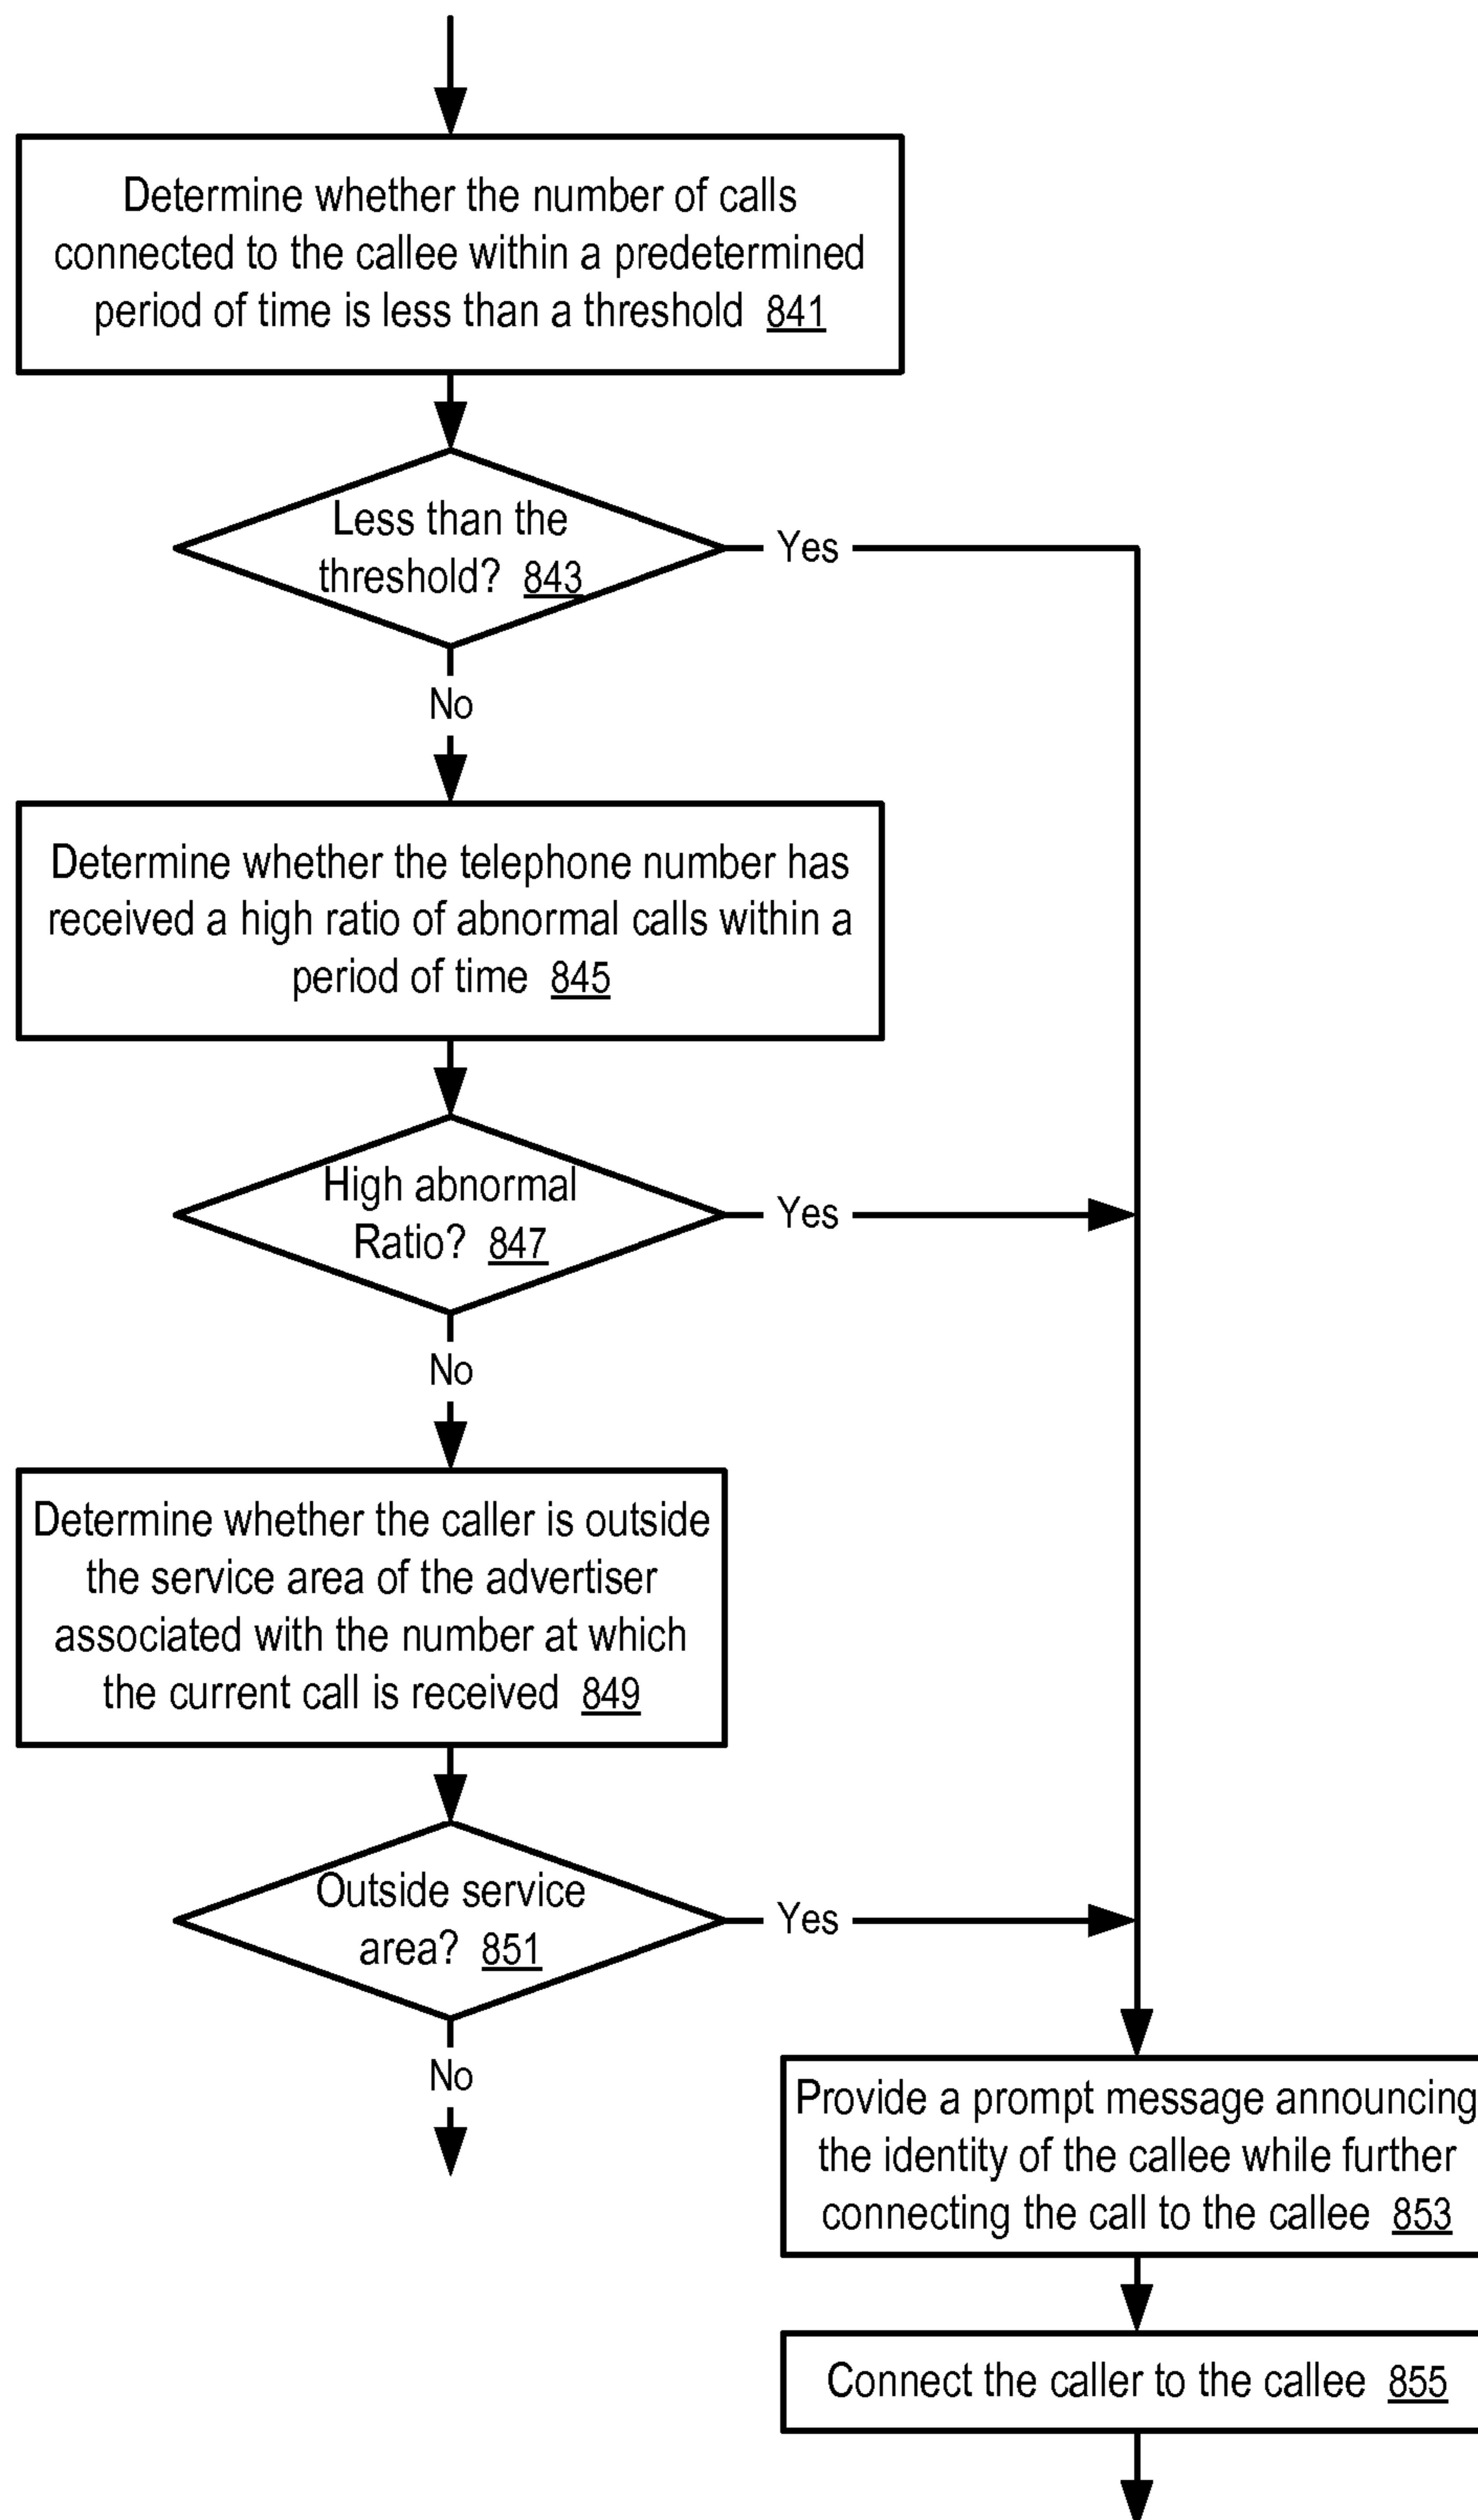 Determine whether the number of calls
connected to the callee within a predetermined
period of time is less than a threshold 841
Less than the
threshold? 843
Yes
No
Determine whether the telephone number has
received a high ratio of abnormal calls within a
period of time 845
High abnormal
Ratio? 847
Yes
No
Determine whether the caller is outside
the service area of the advertiser
associated with the number at which
the current call is received 849
Outside service
area? 851
Yes
No
Provide a prompt message announcing
the identity of the callee while further
connecting the call to the callee 853
Connect the caller to the callee 855